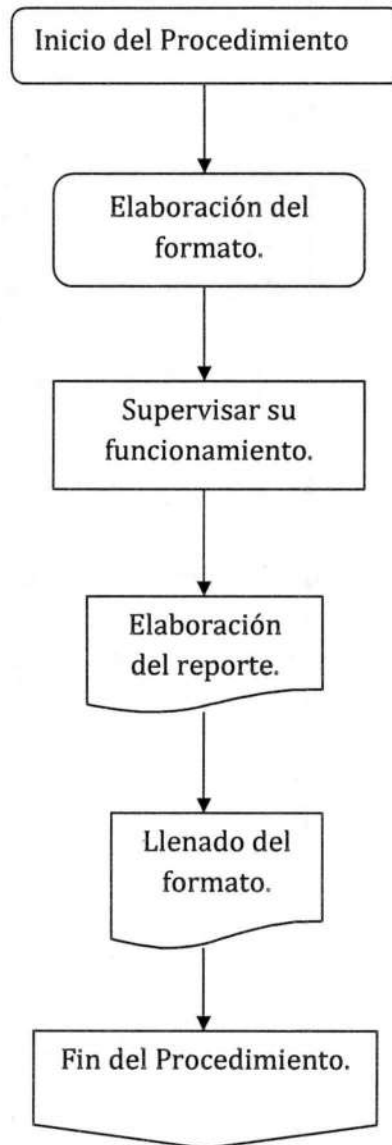 Inicio del Procedimiento
Elaboración del
formato.
Supervisar su
funcionamiento.
Elaboración
del reporte.
Llenado del
formato.
Fin del Procedimiento.